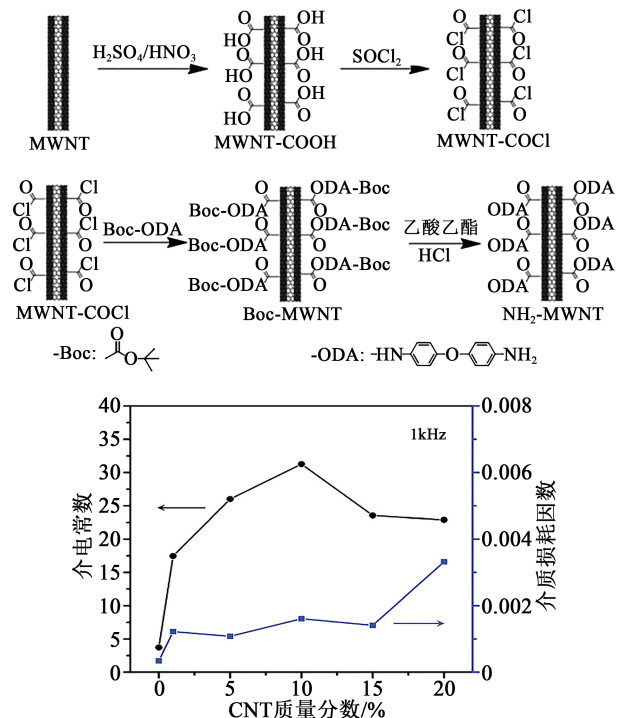 O OH O Cl
H₂SO₄/HNO₃ HO O SOCl₂ Cl O
O OH O Cl
HO O Cl O
O OH O Cl
HO O Cl O
MWNT MWNT-COOH MWNT-COCl
O Cl O ODA-Boc O ODA
Cl O Boc-ODA Boc-ODA O 乙酸乙酯 ODA O
O Cl O ODA-Boc HCl O ODA
Cl O Boc-ODA O ODA O
O Cl O ODA-Boc O ODA
Cl O Boc-ODA O ODA O
MWNT-COCl Boc-MWNT NH₂-MWNT
-Boc: O O -ODA: -HN O NH₂
40 0.008
35 1kHz
30 0.006
25
20 0.004
15
10 0.002
5
0 0
介电常数
介质损耗因数
0 5 10 15 20
CNT质量分数/%